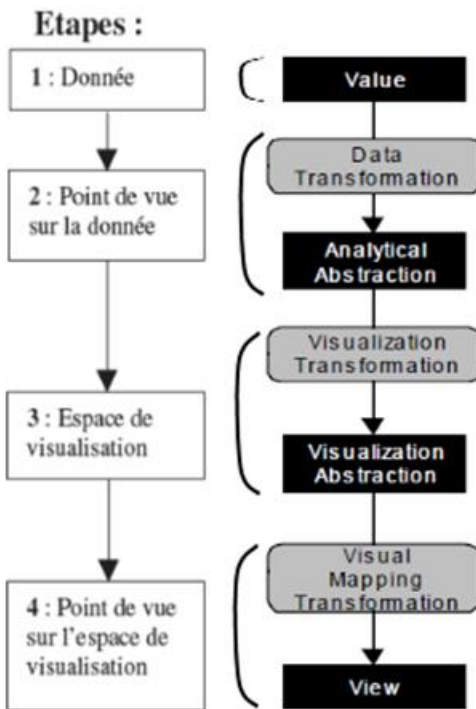 Etapes :
1 : Donnée
2 : Point de vue
sur la donnée
3 : Espace de
visualisation
4 : Point de vue
sur l'espace de
visualisation
Value
Data
Transformation
Analytical
Abstraction
Visualization
Transformation
Visualization
Abstraction
Visual
Mapping
Transformation
View